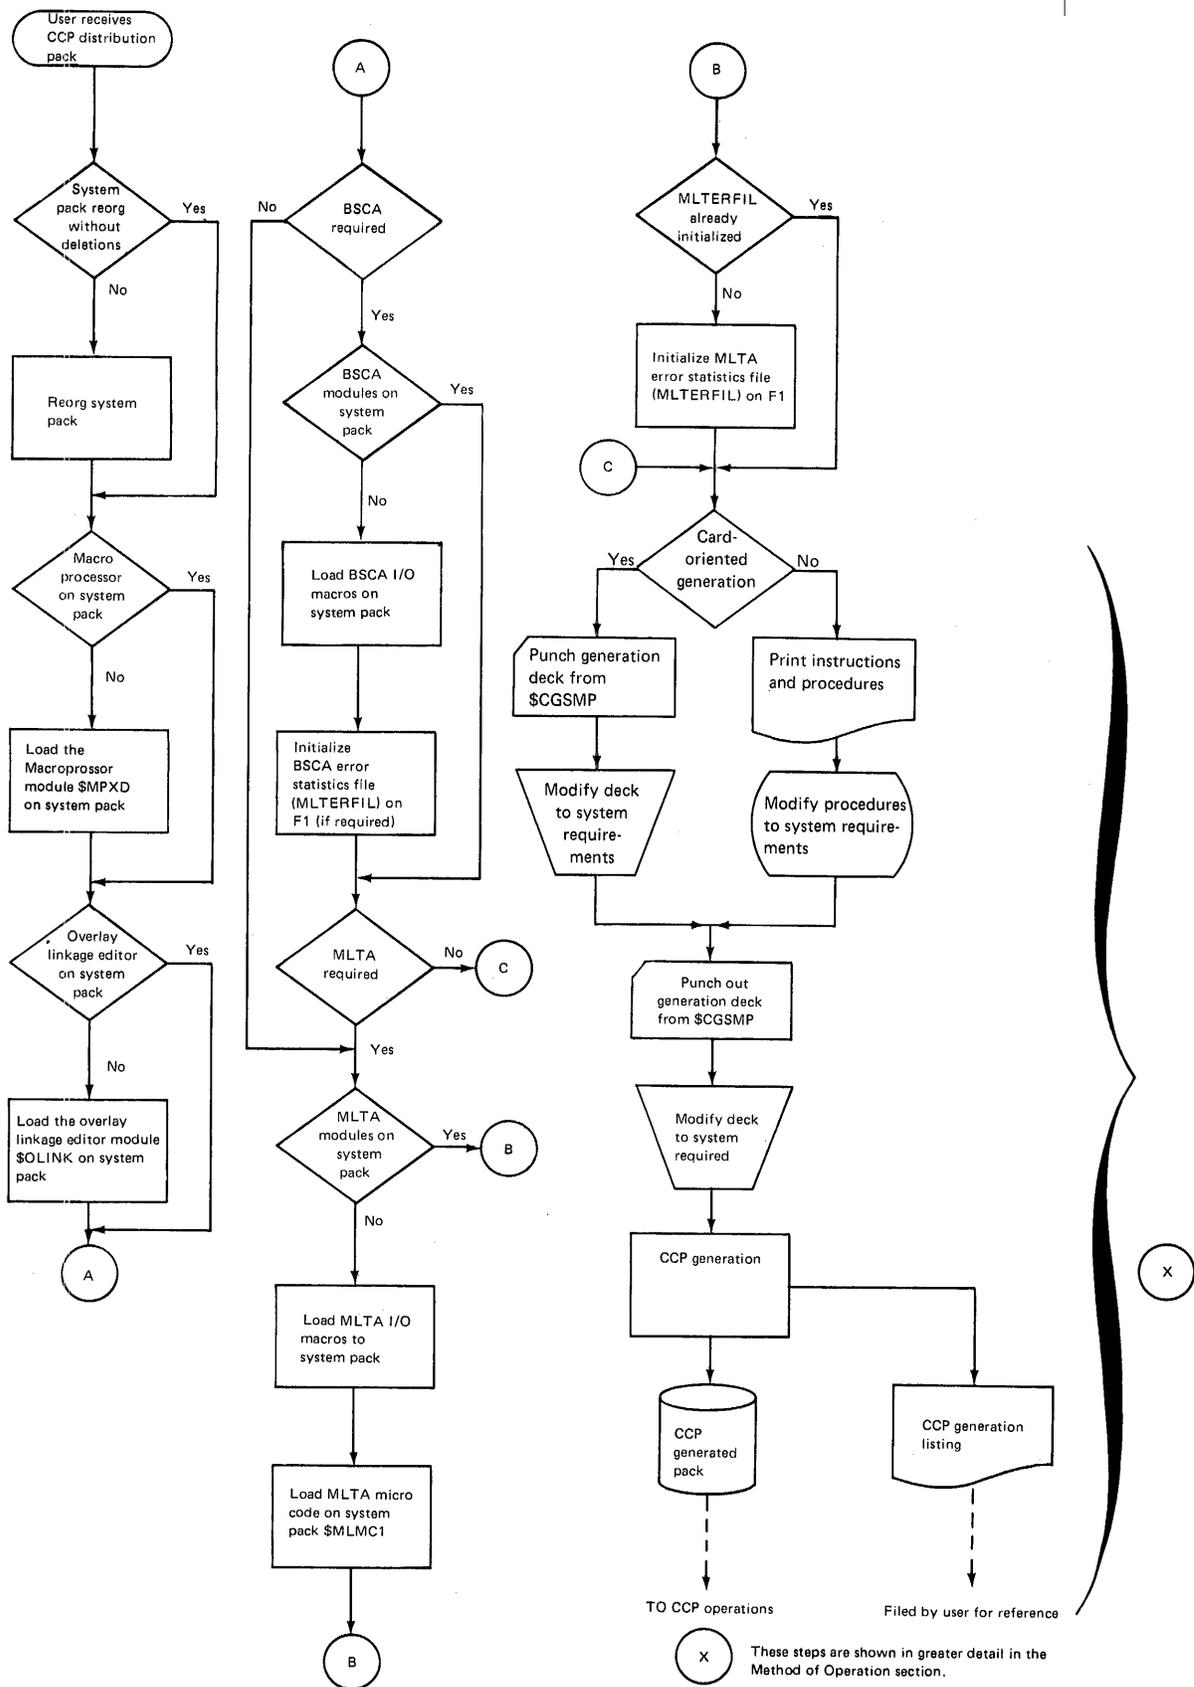 User receives
CCP distribution
pack
System
pack reorg
without
deletions
Yes
No
Reorg system
pack
Macro
processor
on system
pack
Yes
No
Load the
Macroprossor
module $MPXD
on system pack
Overlay
linkage editor
on system
pack
Yes
No
Load the overlay
linkage editor module
$OLINK on system
pack
A
A
BSCA
required
No
Yes
BSCA
modules on
system
pack
Yes
No
Load BSCA I/O
macros on
system pack
Initialize
BSCA error
statistics file
(MLTERFIL) on
F1 (if required)
MLTA
required
No
C
Yes
MLTA
modules on
system
pack
Yes
B
No
Load MLTA I/O
macros to
system pack
Load MLTA micro
code on system
pack $MLMC1
B
B
MLTERFIL
already
initialized
Yes
No
Initialize MLTA
error statistics file
(MLTERFIL) on F1
C
Card-
oriented
generation
Yes
No
Punch generation
deck from
$CGSMP
Print instructions
and procedures
Modify deck
to system
require-
ments
Modify procedures
to system require-
ments
Punch out
generation deck
from $CGSMP
Modify deck
to system
required
CCP generation
CCP
generated
pack
CCP generation
listing
TO CCP operations
Filed by user for reference
X
X
These steps are shown in greater detail in the
Method of Operation section.